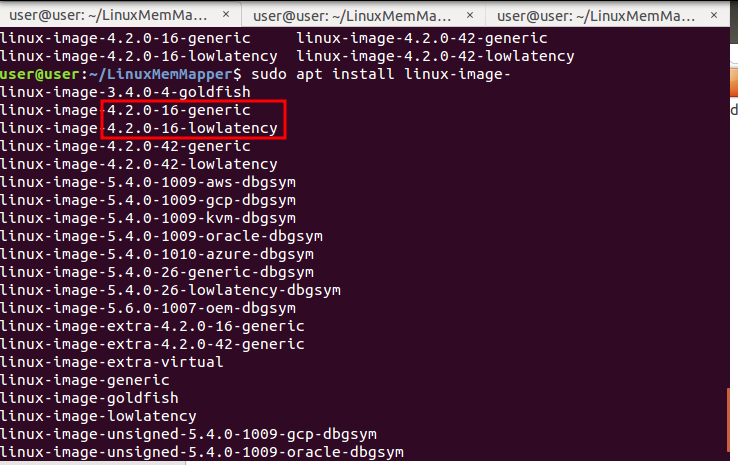 user@user: ~/LinuxMemMa... × user@user: ~/LinuxMemMa... × user@user: ~/LinuxMemMa... ×
linux-image-4.2.0-16-generic linux-image-4.2.0-42-generic
linux-image-4.2.0-16-lowlatency linux-image-4.2.0-42-lowlatency
user@user:~/LinuxMemMapper$ sudo apt install linux-image-
linux-image-3.4.0-4-goldfish
linux-image-4.2.0-16-generic
linux-image-4.2.0-16-lowlatency
linux-image-4.2.0-42-generic
linux-image-4.2.0-42-lowlatency
linux-image-5.4.0-1009-aws-dbgsym
linux-image-5.4.0-1009-gcp-dbgsym
linux-image-5.4.0-1009-kvm-dbgsym
linux-image-5.4.0-1009-oracle-dbgsym
linux-image-5.4.0-1010-azure-dbgsym
linux-image-5.4.0-26-generic-dbgsym
linux-image-5.4.0-26-lowlatency-dbgsym
linux-image-5.6.0-1007-oem-dbgsym
linux-image-extra-4.2.0-16-generic
linux-image-extra-4.2.0-42-generic
linux-image-extra-virtual
linux-image-generic
linux-image-goldfish
linux-image-lowlatency
linux-image-unsigned-5.4.0-1009-gcp-dbgsym
linux-image-unsigned-5.4.0-1009-oracle-dbgsym